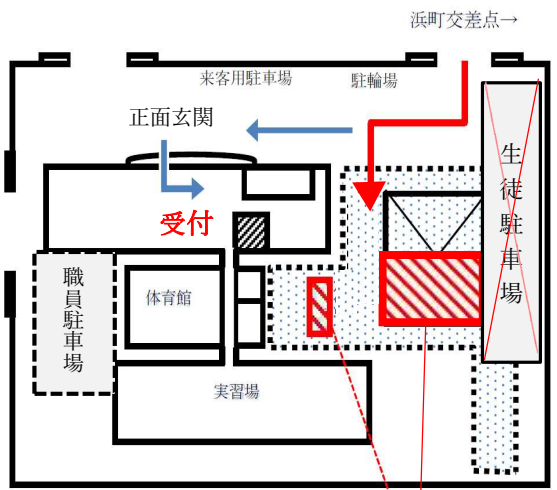 浜町交差点→
来客用駐車場
駐輪場
正面玄関
受付
生徒駐車場
職員駐車場
体育館
実習場